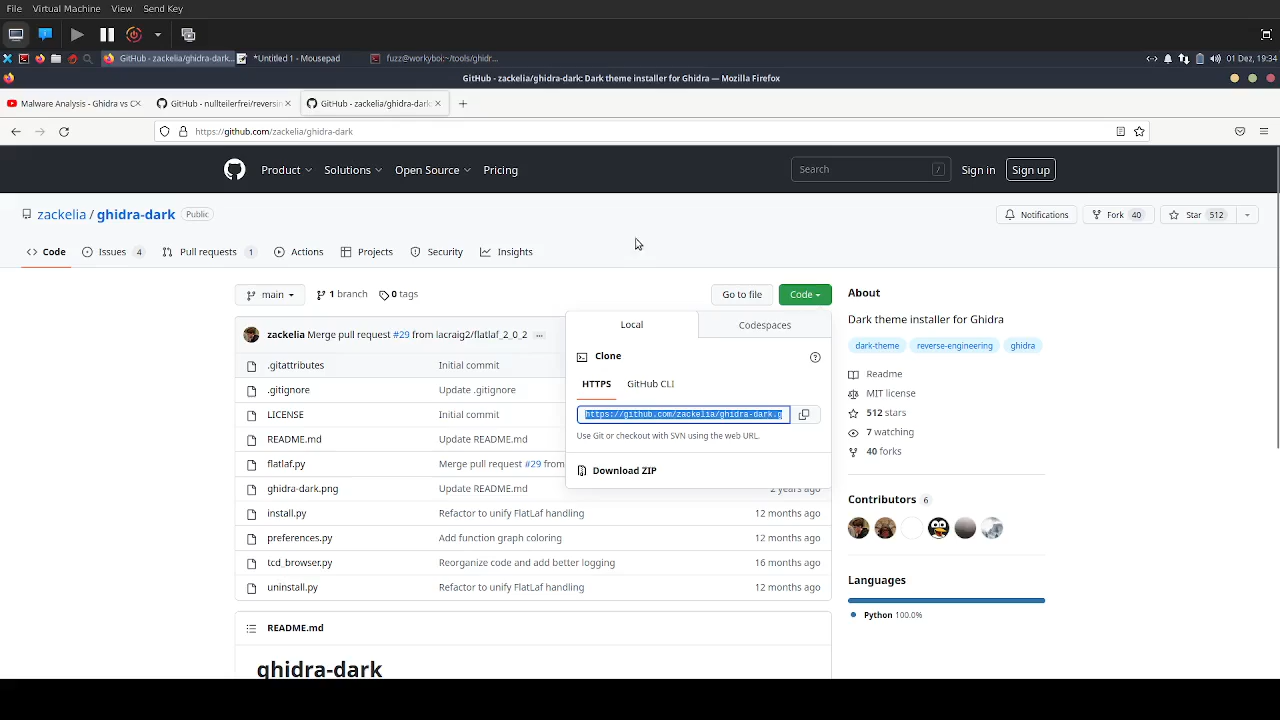 File Virtual Machine View Send Key
GitHub - zackelia/ghidra-dark... *Untitled 1 - Mousepad fuzz@workyboi:~/tools/ghidr... 01 Dez, 19:34
GitHub - zackelia/ghidra-dark: Dark theme installer for Ghidra — Mozilla Firefox
Malware Analysis - Ghidra vs C GitHub - nullteilerfrei/reversin GitHub - zackelia/ghidra-dark:
https://github.com/zackelia/ghidra-dark
Product Solutions Open Source Pricing Search / Sign in Sign up
zackelia / ghidra-dark Public Notifications Fork 40 Star 512
Code Issues 4 Pull requests 1 Actions Projects Security Insights
main 1 branch 0 tags Go to file Code About
Local Codespaces Dark theme installer for Ghidra
zackelia Merge pull request #29 from lacraig2/flatlaf_2_0_2 ...
dark-theme reverse-engineering ghidra
Clone
.gitattributes Initial commit
Readme
HTTPS GitHub CLI
.gitignore Update .gitignore
MIT license
LICENSE Initial commit https://github.com/zackelia/ghidra-dark.g 512 stars
README.md Update README.md Use Git or checkout with SVN using the web URL. 7 watching
40 forks
flatlaf.py Merge pull request #29 from Download ZIP
ghidra-dark.png Update README.md 2 years ago
Contributors 6
install.py Refactor to unify FlatLaf handling 12 months ago
preferences.py Add function graph coloring 12 months ago
tcd_browser.py Reorganize code and add better logging 16 months ago
Languages
uninstall.py Refactor to unify FlatLaf handling 12 months ago
Python 100.0%
README.md
ghidra-dark